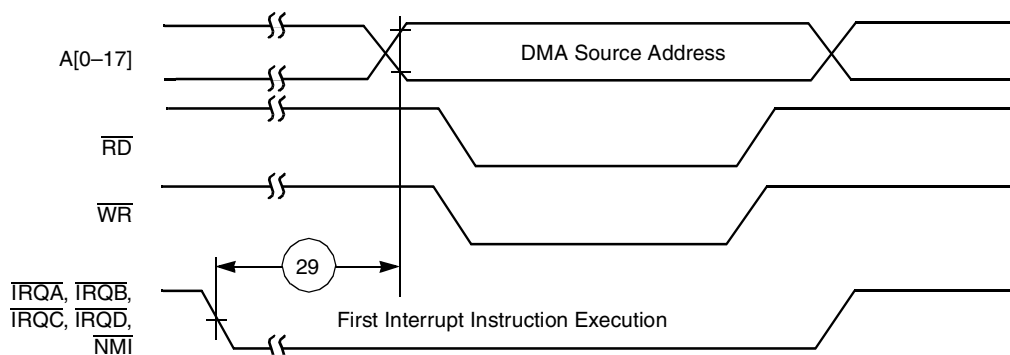 A[0–17]
DMA Source Address
RD
WR
29
IRQA, IRQB,
IRQC, IRQD,
NMI
First Interrupt Instruction Execution